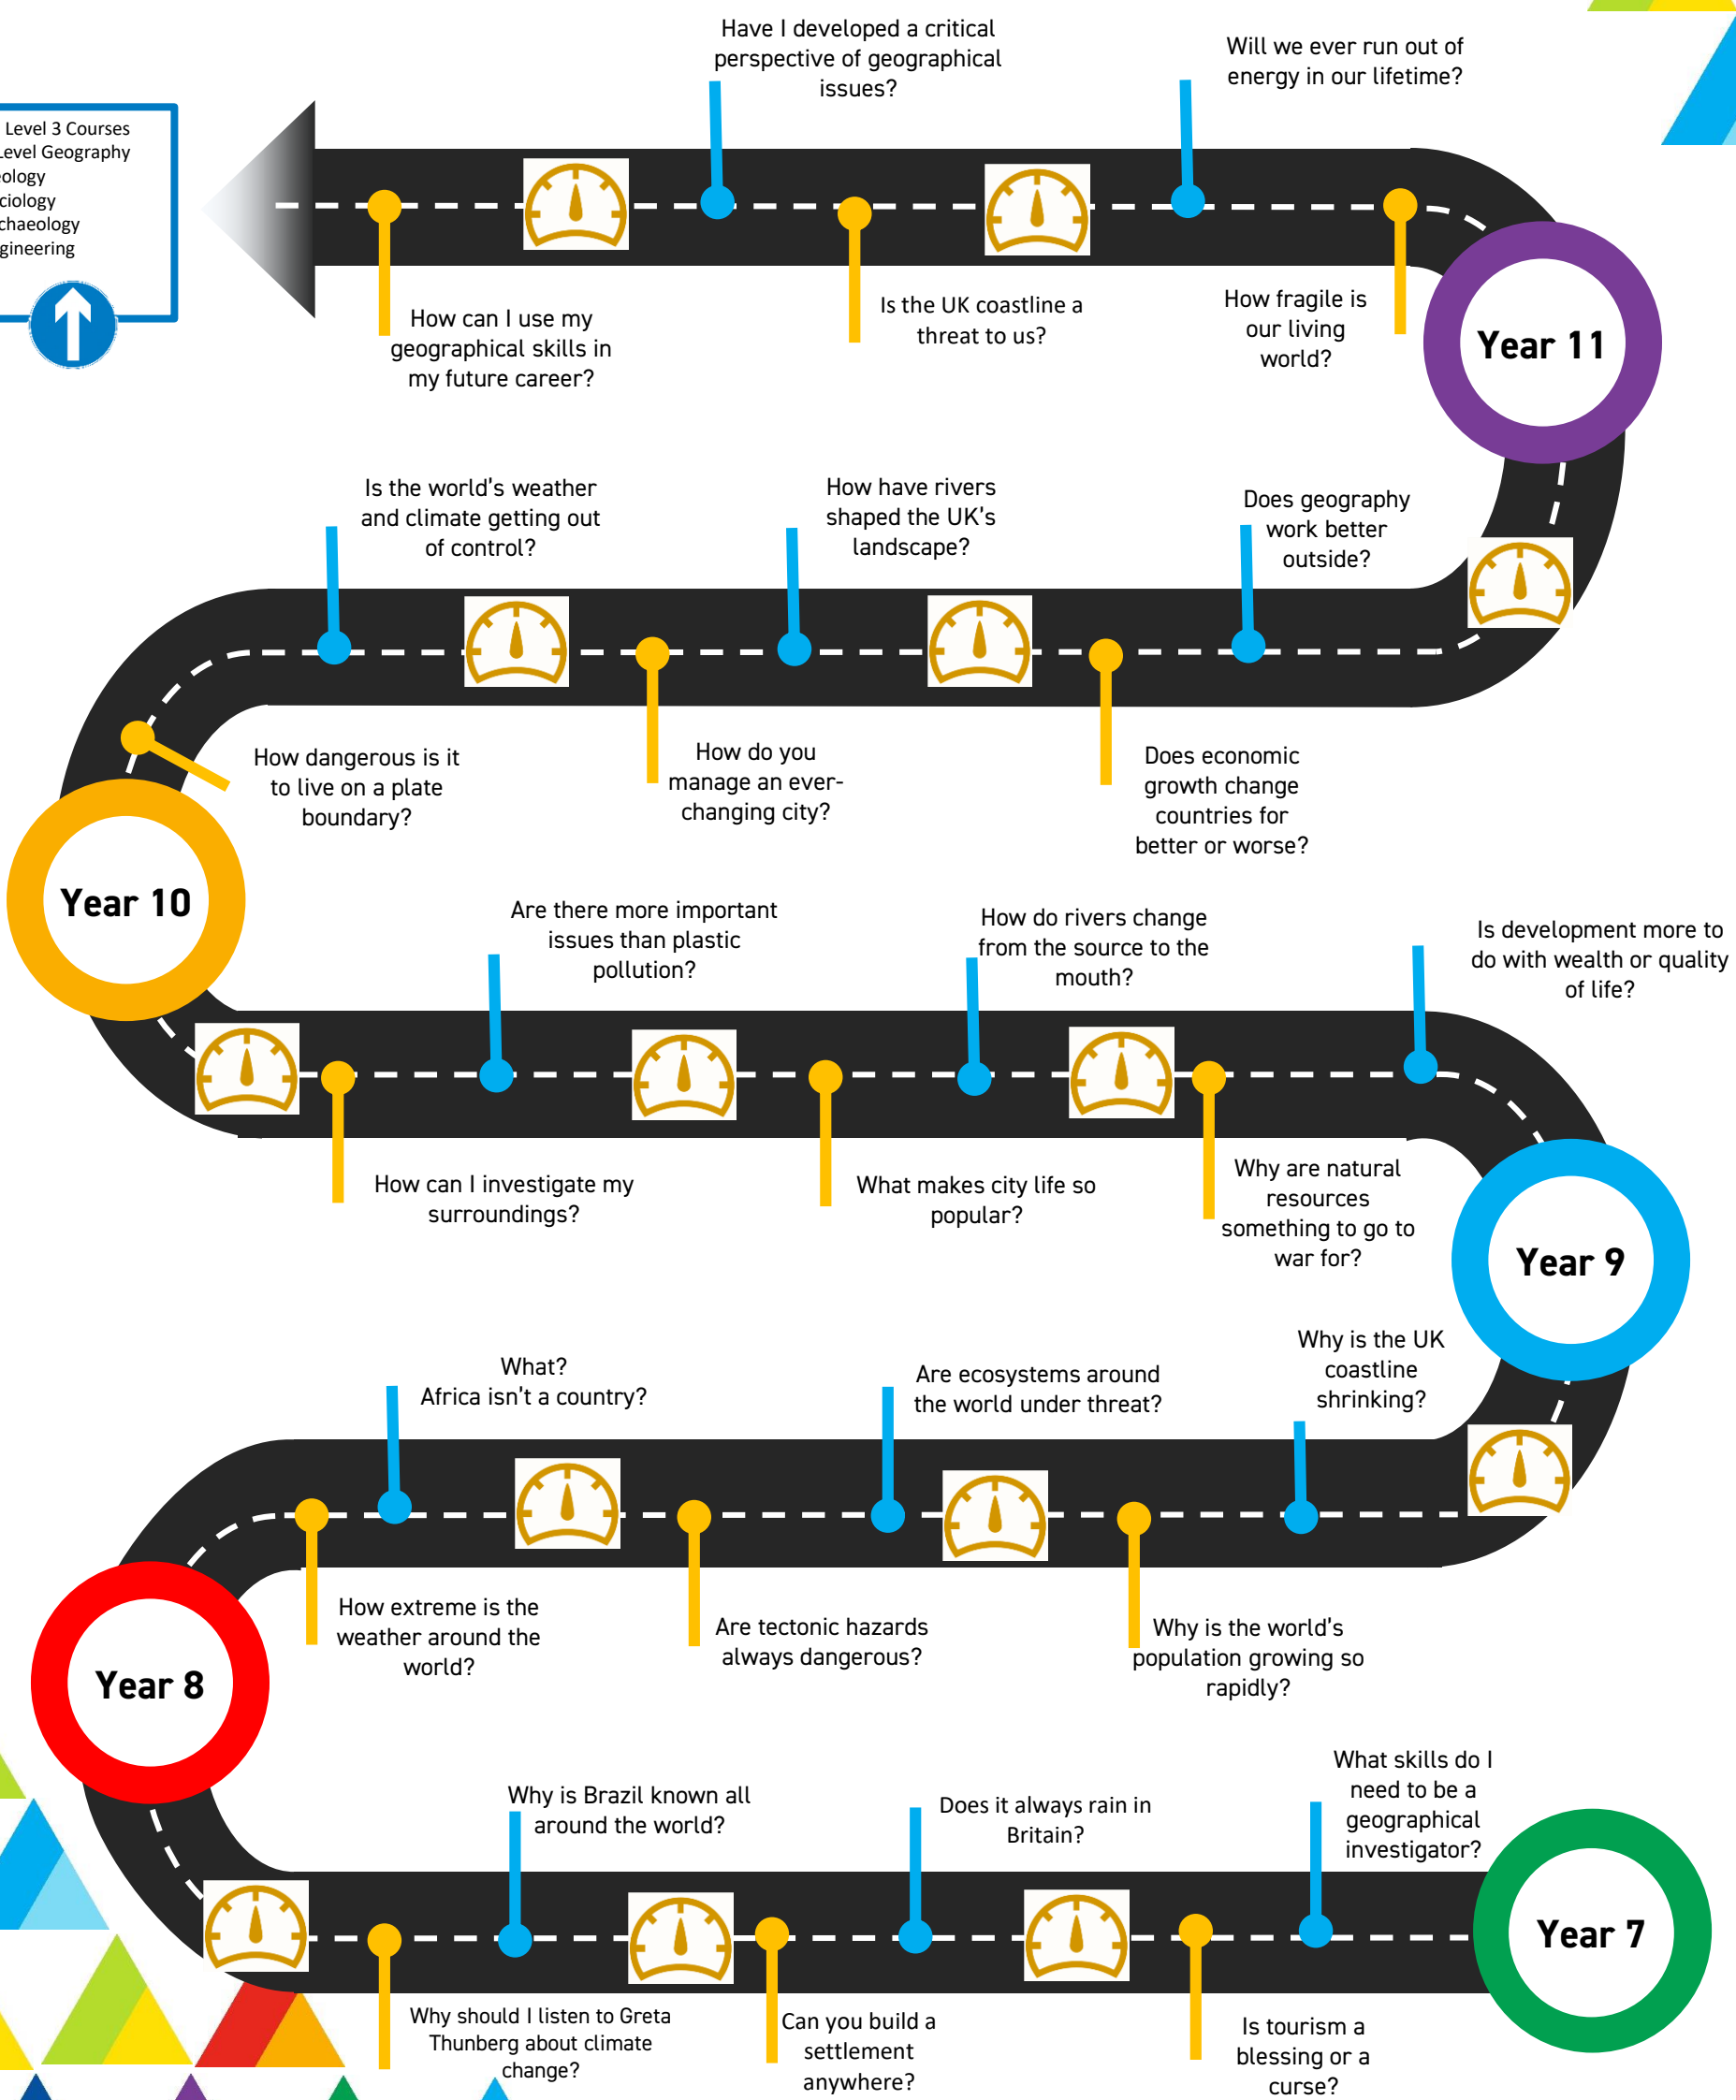 Have I developed a critical
perspective of geographical
issues?
Will we ever run out of
energy in our lifetime?
Level 3 Courses
Level Geography
How can I use my
geographical skills in
my future career?
Is the UK coastline a
threat to us?
How fragile is
our living
world?
Year 11
Is the world's weather
and climate getting out
of control?
How have rivers
shaped the UK's
landscape?
Does geography
work better
outside?
How dangerous is it
to live on a plate
boundary?
How do you
manage an ever-
changing city?
Does economic
growth change
countries for
better or worse?
Year 10
Are there more important
issues than plastic
pollution?
How do rivers change
from the source to the
mouth?
Is development more to
do with wealth or quality
of life?
How can I investigate my
surroundings?
What makes city life so
popular?
Why are natural
resources
something to go to
war for?
Year 9
What?
Africa isn't a country?
Are ecosystems around
the world under threat?
Why is the UK
coastline
shrinking?
How extreme is the
weather around the
world?
Are tectonic hazards
always dangerous?
Why is the world's
population growing so
rapidly?
Year 8
Why is Brazil known all
around the world?
Does it always rain in
Britain?
What skills do I
need to be a
geographical
investigator?
Year 7
Why should I listen to Greta
Thunberg about climate
change?
Can you build a
settlement
anywhere?
Is tourism a
blessing or a
curse?